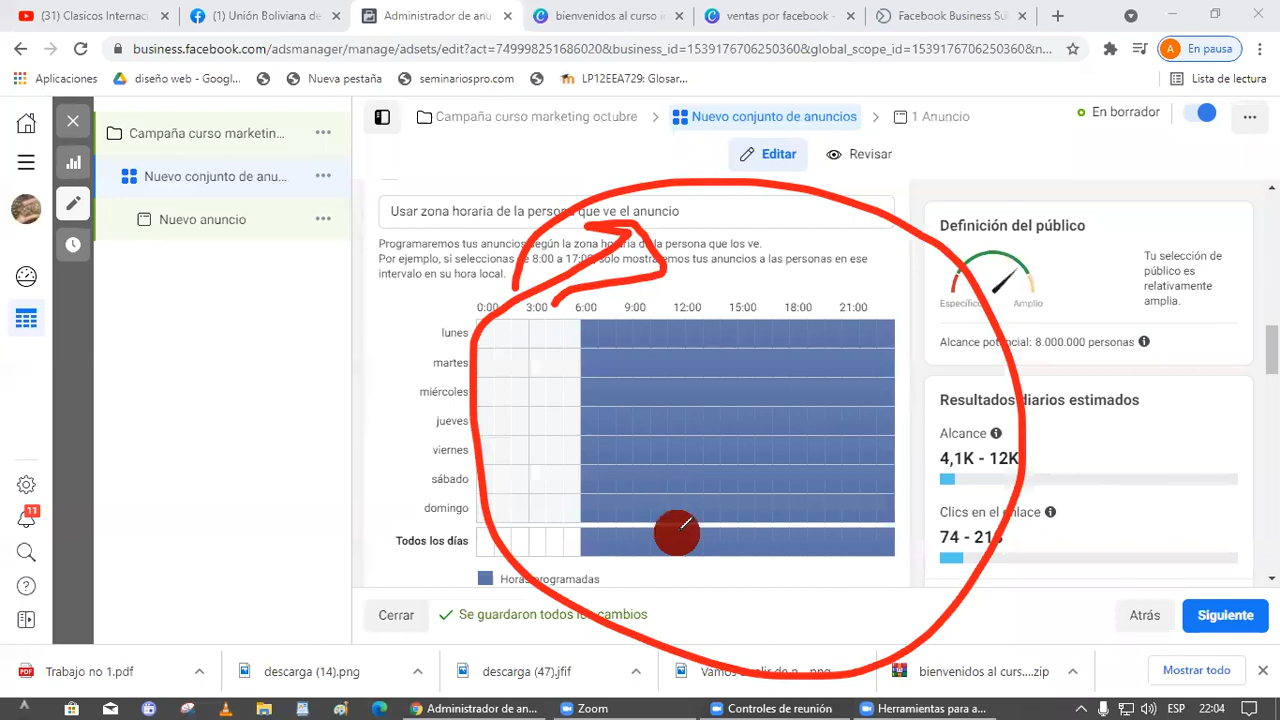 (31) Clasicos Internaci
(1) Unión Boliviana de
Administrador de anu
bienvenidos al curso i
ventas por facebook -
Facebook Business Su
business.facebook.com/adsmanager/manage/adsets/edit?act=749998251686020&business_id=1539176706250360&global_scope_id=1539176706250360&n...
A
En pausa
Aplicaciones
diseño web - Googl...
Nueva pestaña
seminariospro.com
LP12EEA729: Glosar...
Lista de lectura
Campaña curso marketin...
Nuevo conjunto de anu...
Nuevo anuncio
11
Campaña curso marketing octubre
Nuevo conjunto de anuncios
1 Anuncio
En borrador
Editar
Revisar
Usar zona horaria de la persona que ve el anuncio
Programaremos tus anuncios según la zona horaria de la persona que los ve.
Por ejemplo, si seleccionas de 8:00 a 17:00, solo mostraremos tus anuncios a las personas en ese
intervalo en su hora local.
0:00 3:00 6:00 9:00 12:00 15:00 18:00 21:00
lunes
martes
miércoles
jueves
viernes
sábado
domingo
Todos los días
Horas programadas
Definición del público
Específico
Amplio
Tu selección de
público es
relativamente
amplia.
Alcance potencial: 8.000.000 personas
Resultados diarios estimados
Alcance
4,1K - 12K
Clics en el enlace
74 - 213
Cerrar
Se guardaron todos los cambios
Atrás
Siguiente
Trabajo no 1.pdf
descarga (14).png
descarga (47).jfif
bienvenidos al curs....zip
Mostrar todo
Administrador de an...
Zoom
Controles de reunión
Herramientas para a...
ESP
22:04